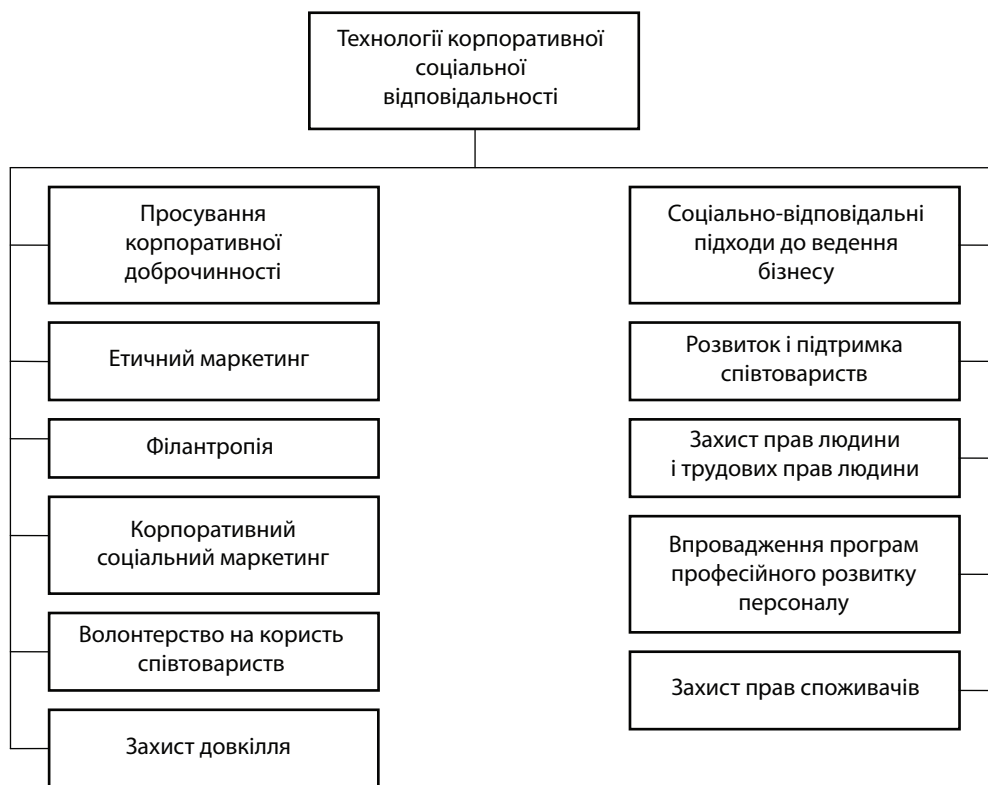 Технології корпоративної
соціальної
відповідальності
Просування
корпоративної
доброчинності
Етичний маркетинг
Філантропія
Корпоративний
соціальний маркетинг
Волонтерство на користь
співтовариств
Захист довкілля
Соціально-відповідальні
підходи до ведення
бізнесу
Розвиток і підтримка
співтовариств
Захист прав людини
і трудових прав людини
Впровадження програм
професійного розвитку
персоналу
Захист прав споживачів